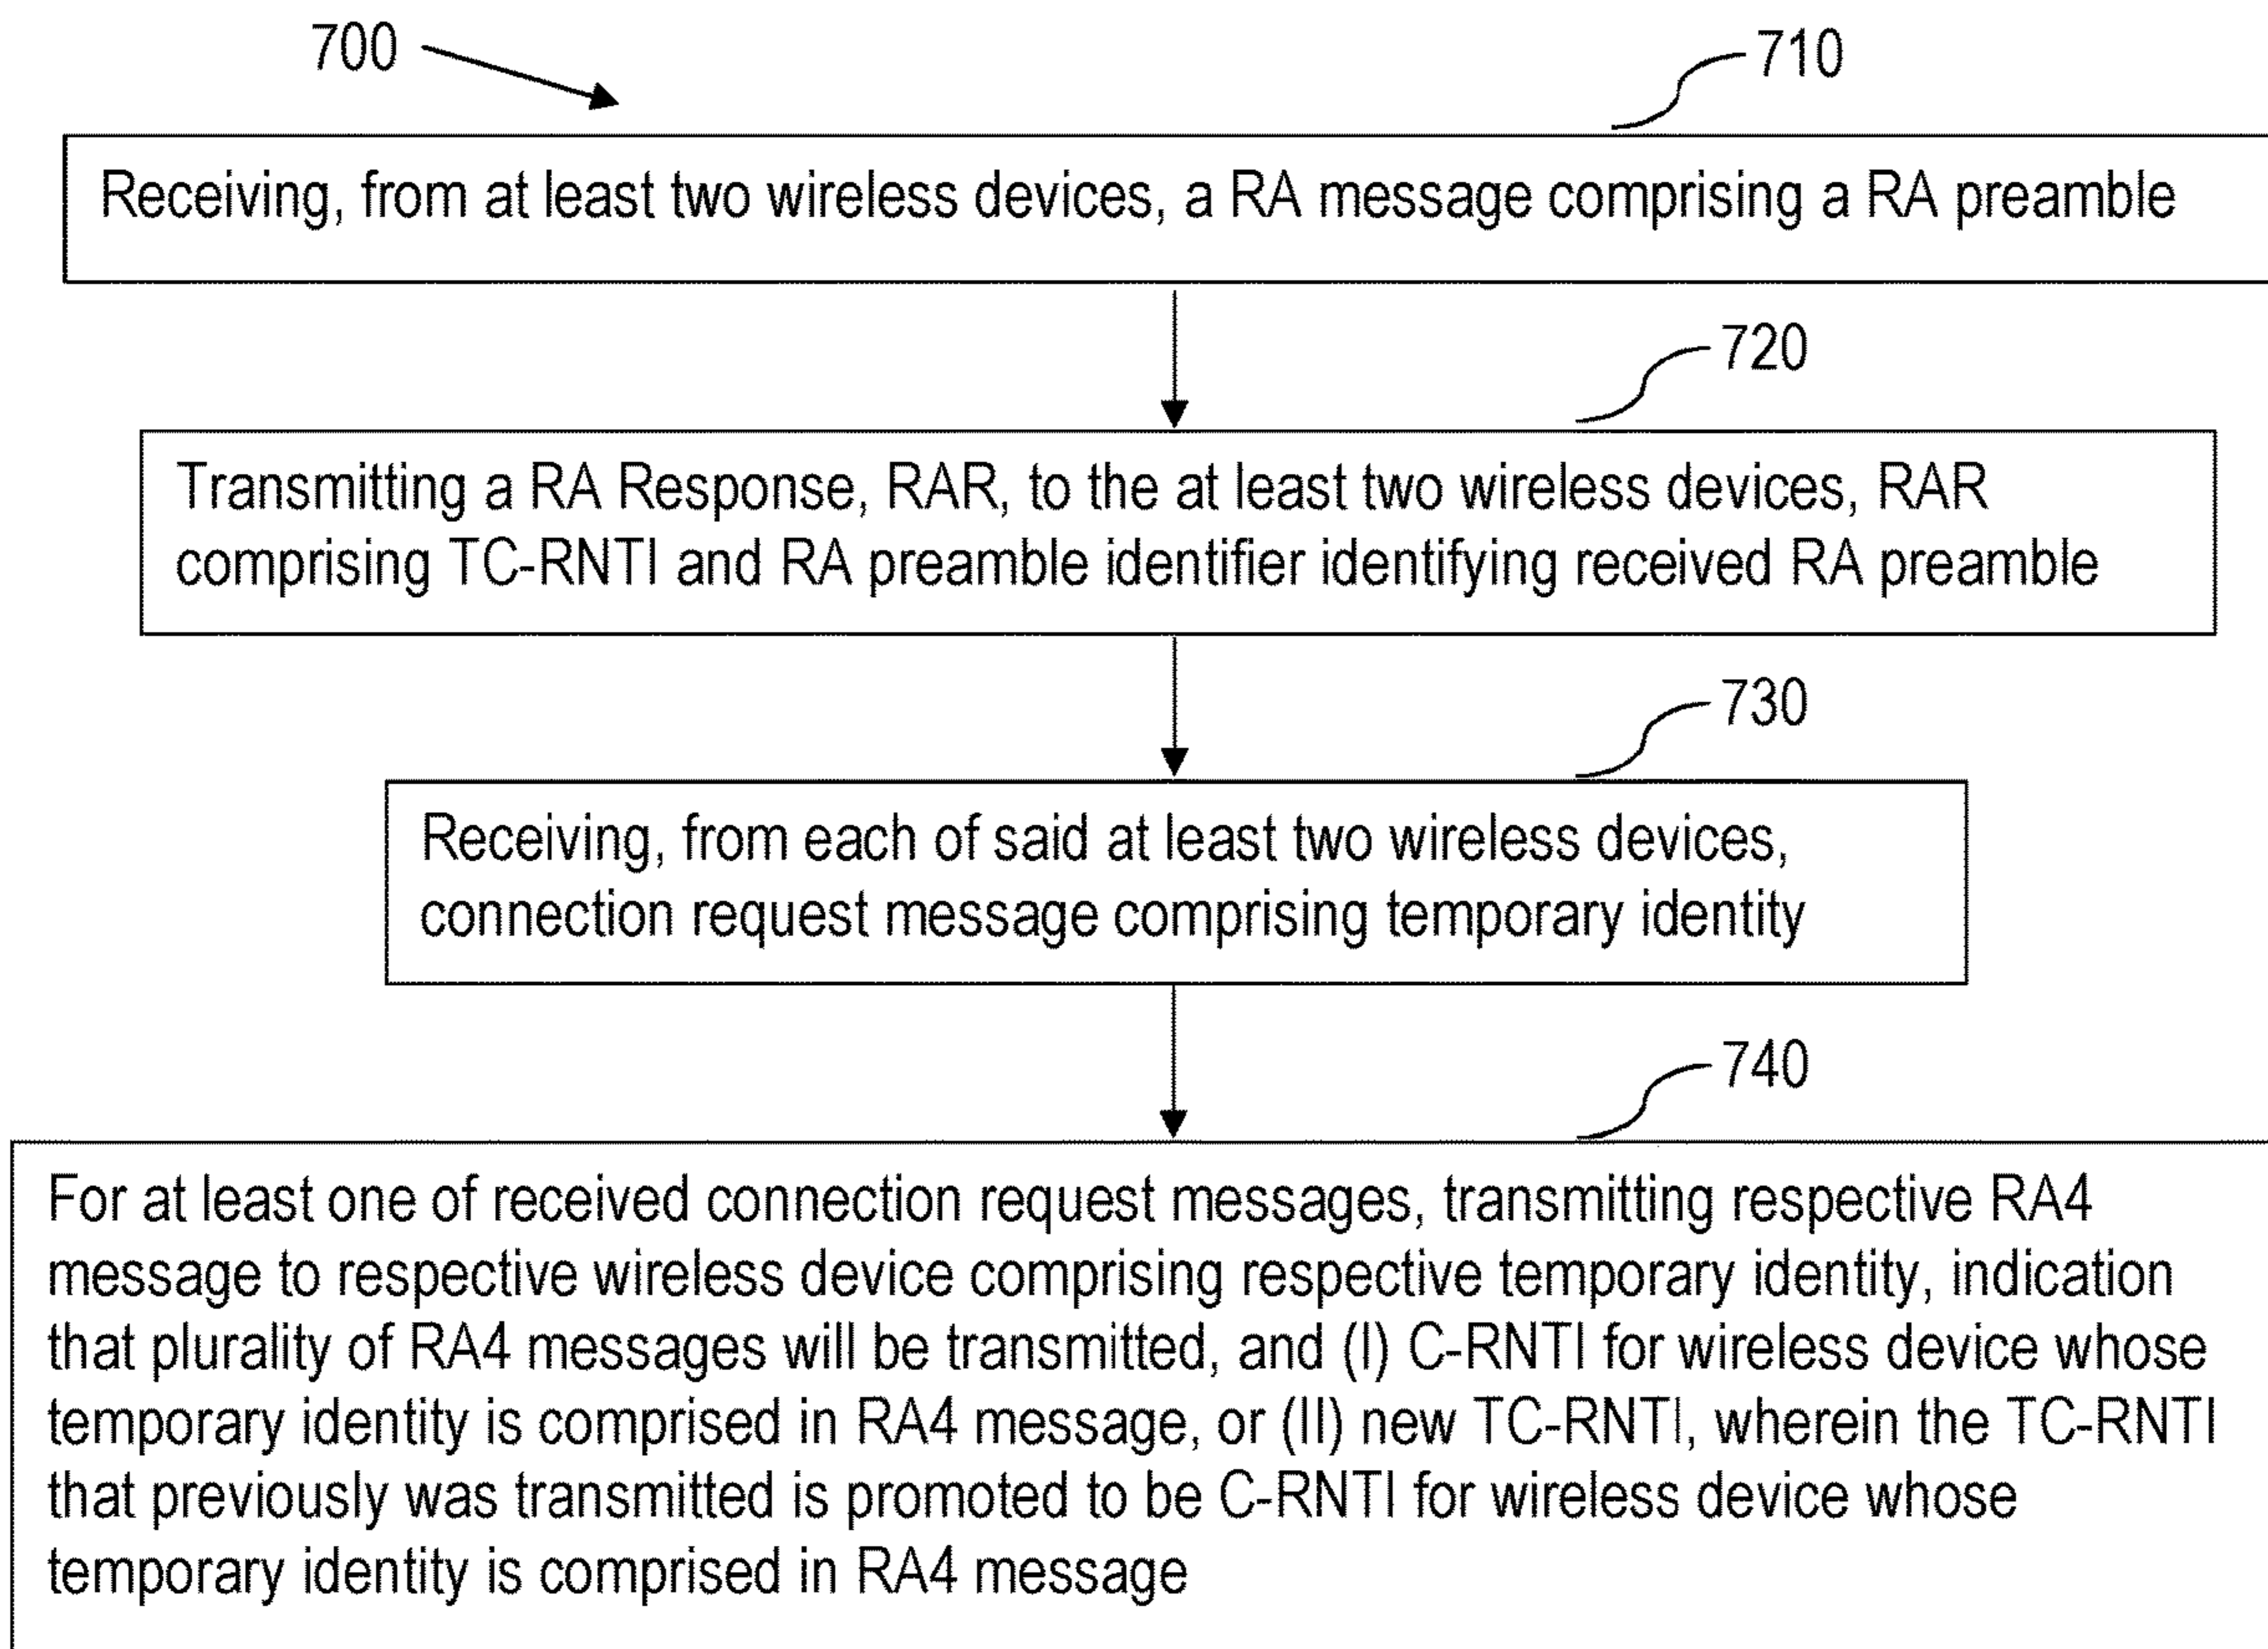 700
710
Receiving, from at least two wireless devices, a RA message comprising a RA preamble
720
Transmitting a RA Response, RAR, to the at least two wireless devices, RAR
comprising TC-RNTI and RA preamble identifier identifying received RA preamble
730
Receiving, from each of said at least two wireless devices,
connection request message comprising temporary identity
740
For at least one of received connection request messages, transmitting respective RA4
message to respective wireless device comprising respective temporary identity, indication
that plurality of RA4 messages will be transmitted, and (I) C-RNTI for wireless device whose
temporary identity is comprised in RA4 message, or (II) new TC-RNTI, wherein the TC-RNTI
that previously was transmitted is promoted to be C-RNTI for wireless device whose
temporary identity is comprised in RA4 message